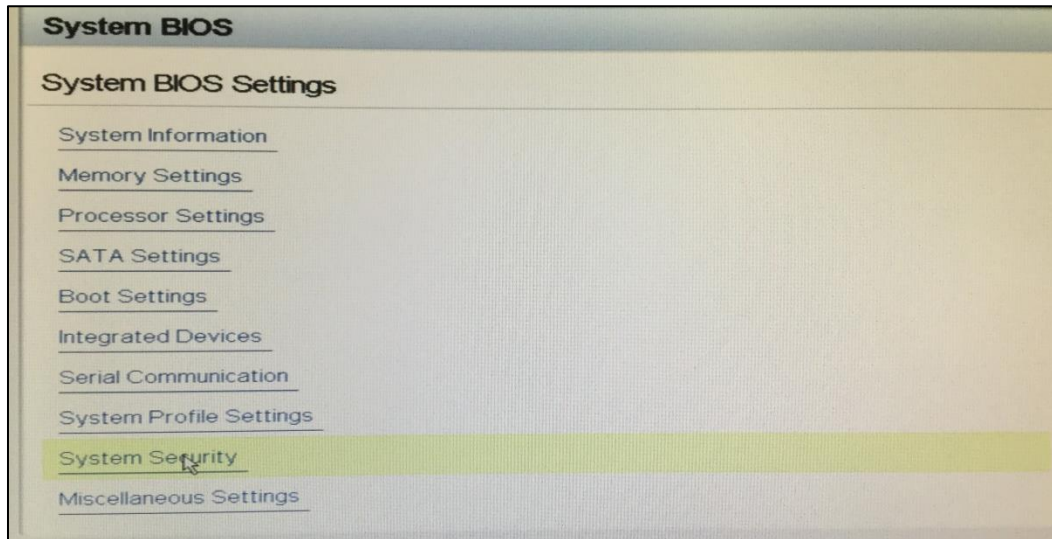 System BIOS
System BIOS Settings
System Information
Memory Settings
Processor Settings
SATA Settings
Boot Settings
Integrated Devices
Serial Communication
System Profile Settings
System Security
Miscellaneous Settings